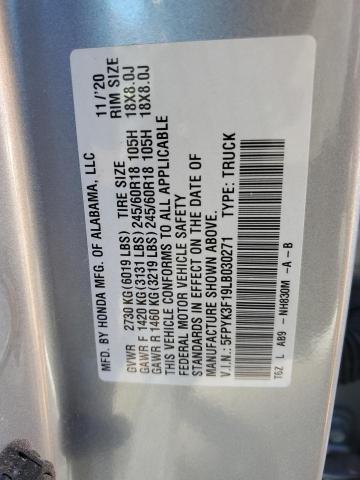 MFD. BY HONDA MFG. OF ALABAMA, LLC 11/'20
TIRE SIZE RIM SIZE
GVWR 2730 KG(6019 LBS)
GAWR F 1420 KG(3131 LBS) 245/60R18 105H 18X8.0J
GAWR R 1460 KG(3219 LBS) 245/60R18 105H 18X8.0J
THIS VEHICLE CONFORMS TO ALL APPLICABLE
FEDERAL MOTOR VEHICLE SAFETY
STANDARDS IN EFFECT ON THE DATE OF
MANUFACTURE SHOWN ABOVE.
V.I.N.: 5FPYK3F19LB030271 TYPE: TRUCK
T6Z L AB9 - NH830M - A - B